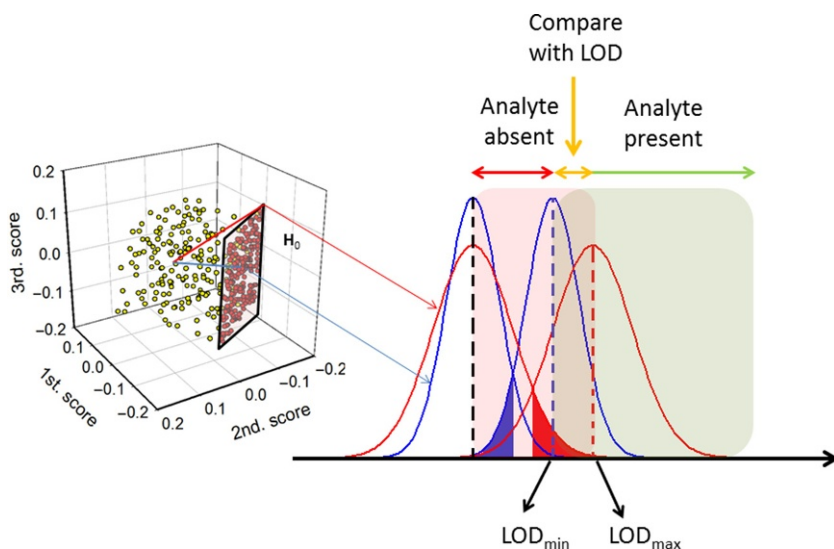 Compare
with LOD
Analyte
absent
Analyte
present
0.2
0.1
0.0
−0.1
−0.2
3rd. score
H0
0.1
0.0
−0.1
−0.2
1st. score
0.2
0.1
0.0
−0.1
−0.2
2nd. score
LODmin
LODmax